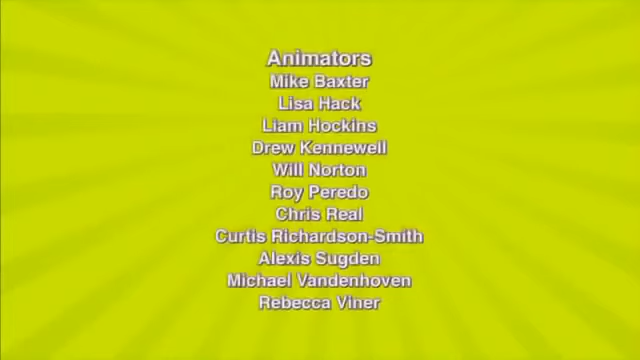 Animators
Mike Baxter
Lisa Hack
Liam Hockins
Drew Kennewell
Will Norton
Roy Peredo
Chris Real
Curtis Richardson-Smith
Alexis Sugden
Michael Vandenhoven
Rebecca Viner